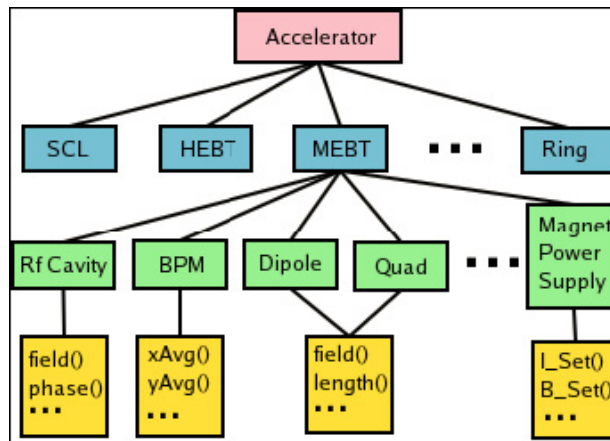 Accelerator
SCL
HEBT
MEBT
...
Ring
Rf Cavity
BPM
Dipole
Quad
...
Magnet
Power
Supply
field()
phase()
...
xAvg()
yAvg()
...
field()
length()
...
I_Set()
B_Set()
...